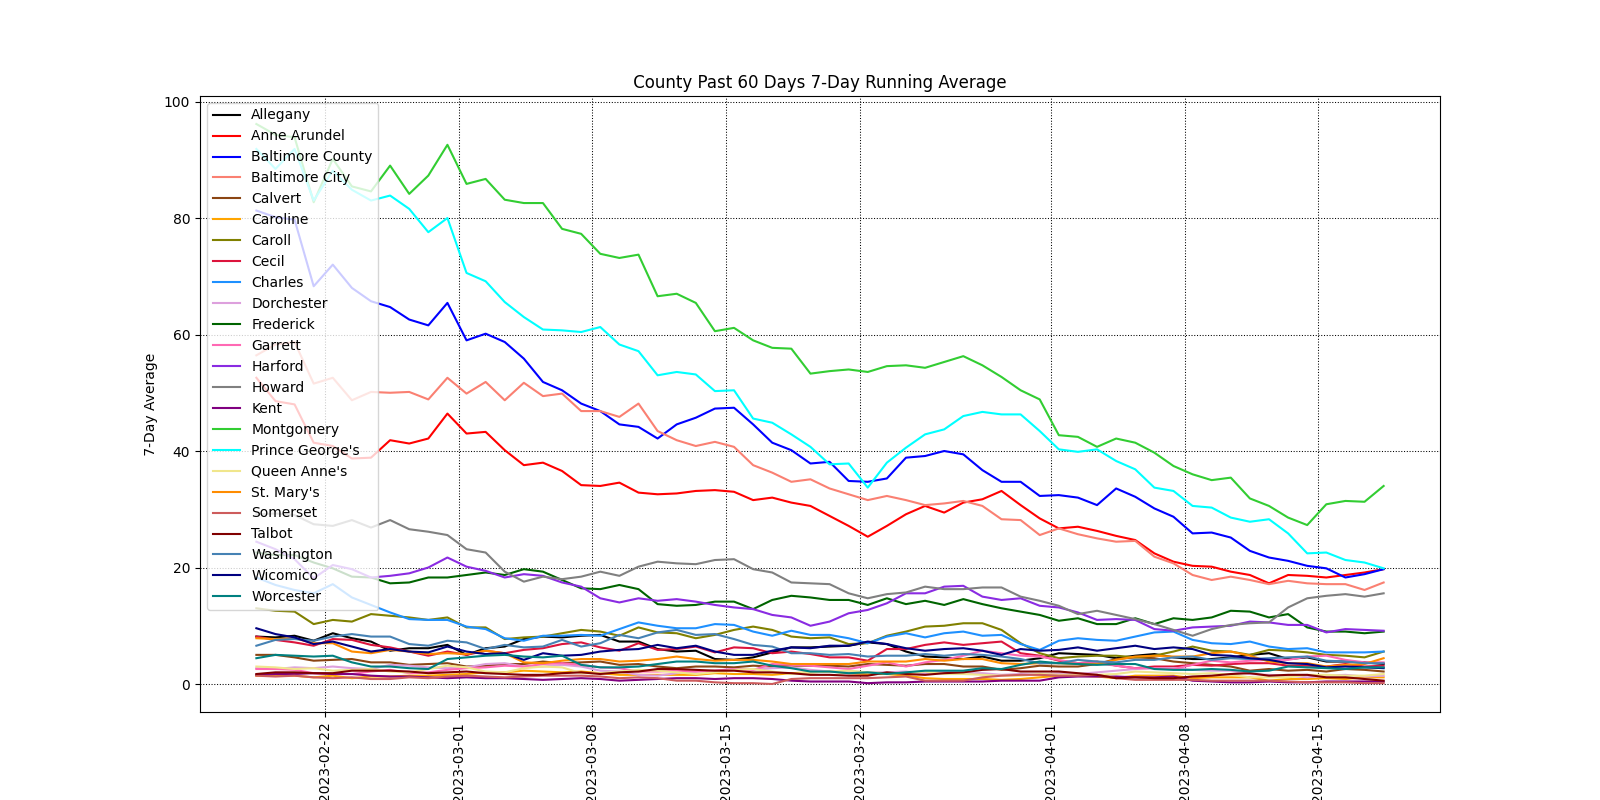 County Past 60 Days 7-Day Running Average
7-Day Average
100
80
60
40
20
0
Allegany
Anne Arundel
Baltimore County
Baltimore City
Calvert
Caroline
Caroll
Cecil
Charles
Dorchester
Frederick
Garrett
Harford
Howard
Kent
Montgomery
Prince George's
Queen Anne's
St. Mary's
Somerset
Talbot
Washington
Wicomico
Worcester
2023-02-22
2023-03-01
2023-03-08
2023-03-15
2023-03-22
2023-04-01
2023-04-08
2023-04-15